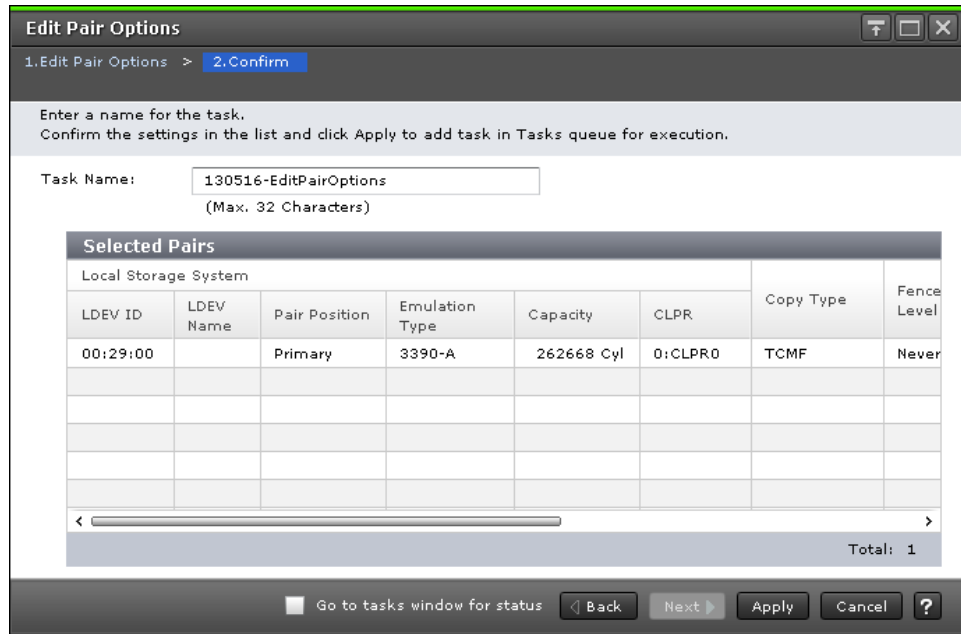 Edit Pair Options
1.Edit Pair Options > 2.Confirm
Enter a name for the task.
Confirm the settings in the list and click Apply to add task in Tasks queue for execution.
Task Name: 130516-EditPairOptions
(Max. 32 Characters)
Selected Pairs
Local Storage System Copy Type Fence Level
LDEV ID LDEV Name Pair Position Emulation Type Capacity CLPR
00:29:00 Primary 3390-A 262668 Cyl 0:CLPR0 TCMF Never
Total: 1
Go to tasks window for status Back Next Apply Cancel ?